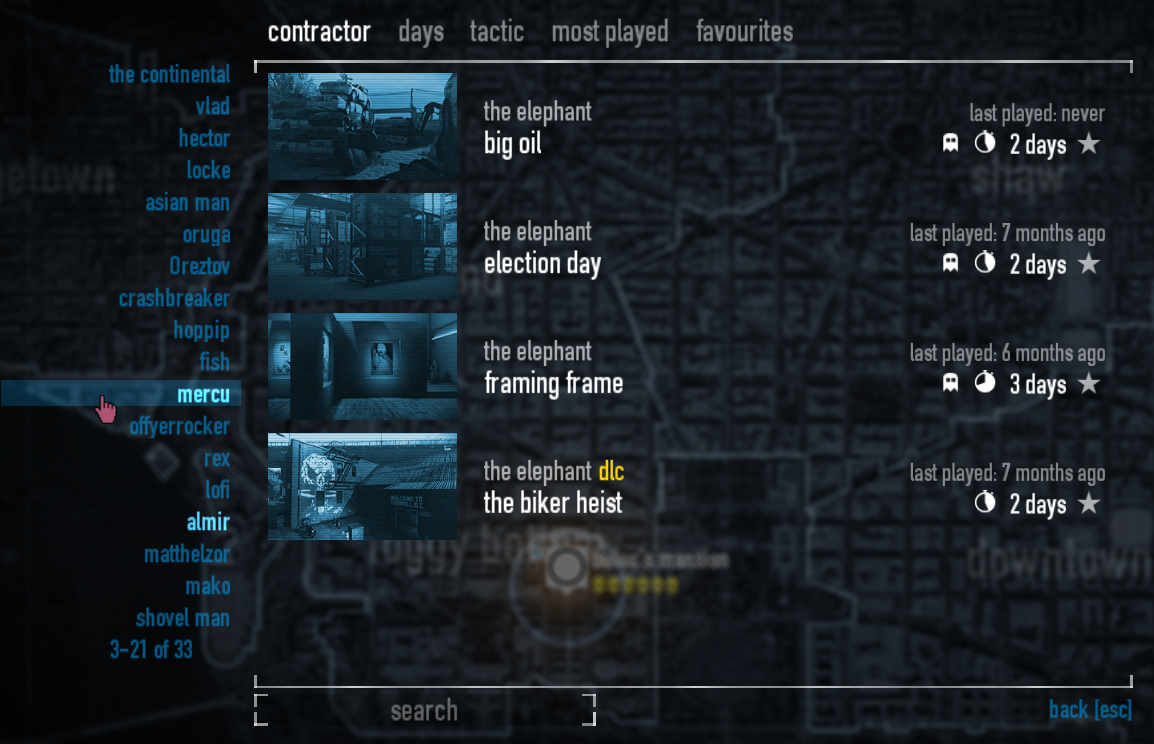 contractor days tactic most played favourites
the continental
vlad
hector
locke
asian man
oruga
Oreztov
crashbreaker
hoppip
fish
mercu
offyerrocker
rex
lofi
almir
matthelzor
mako
shovel man
3-21 of 33
the elephant
big oil
last played: never
2 days
the elephant
election day
last played: 7 months ago
2 days
the elephant
framing frame
last played: 6 months ago
3 days
the elephant dlc
the biker heist
last played: 7 months ago
2 days
shaw
foggy bottom
downtown
search
back [esc]